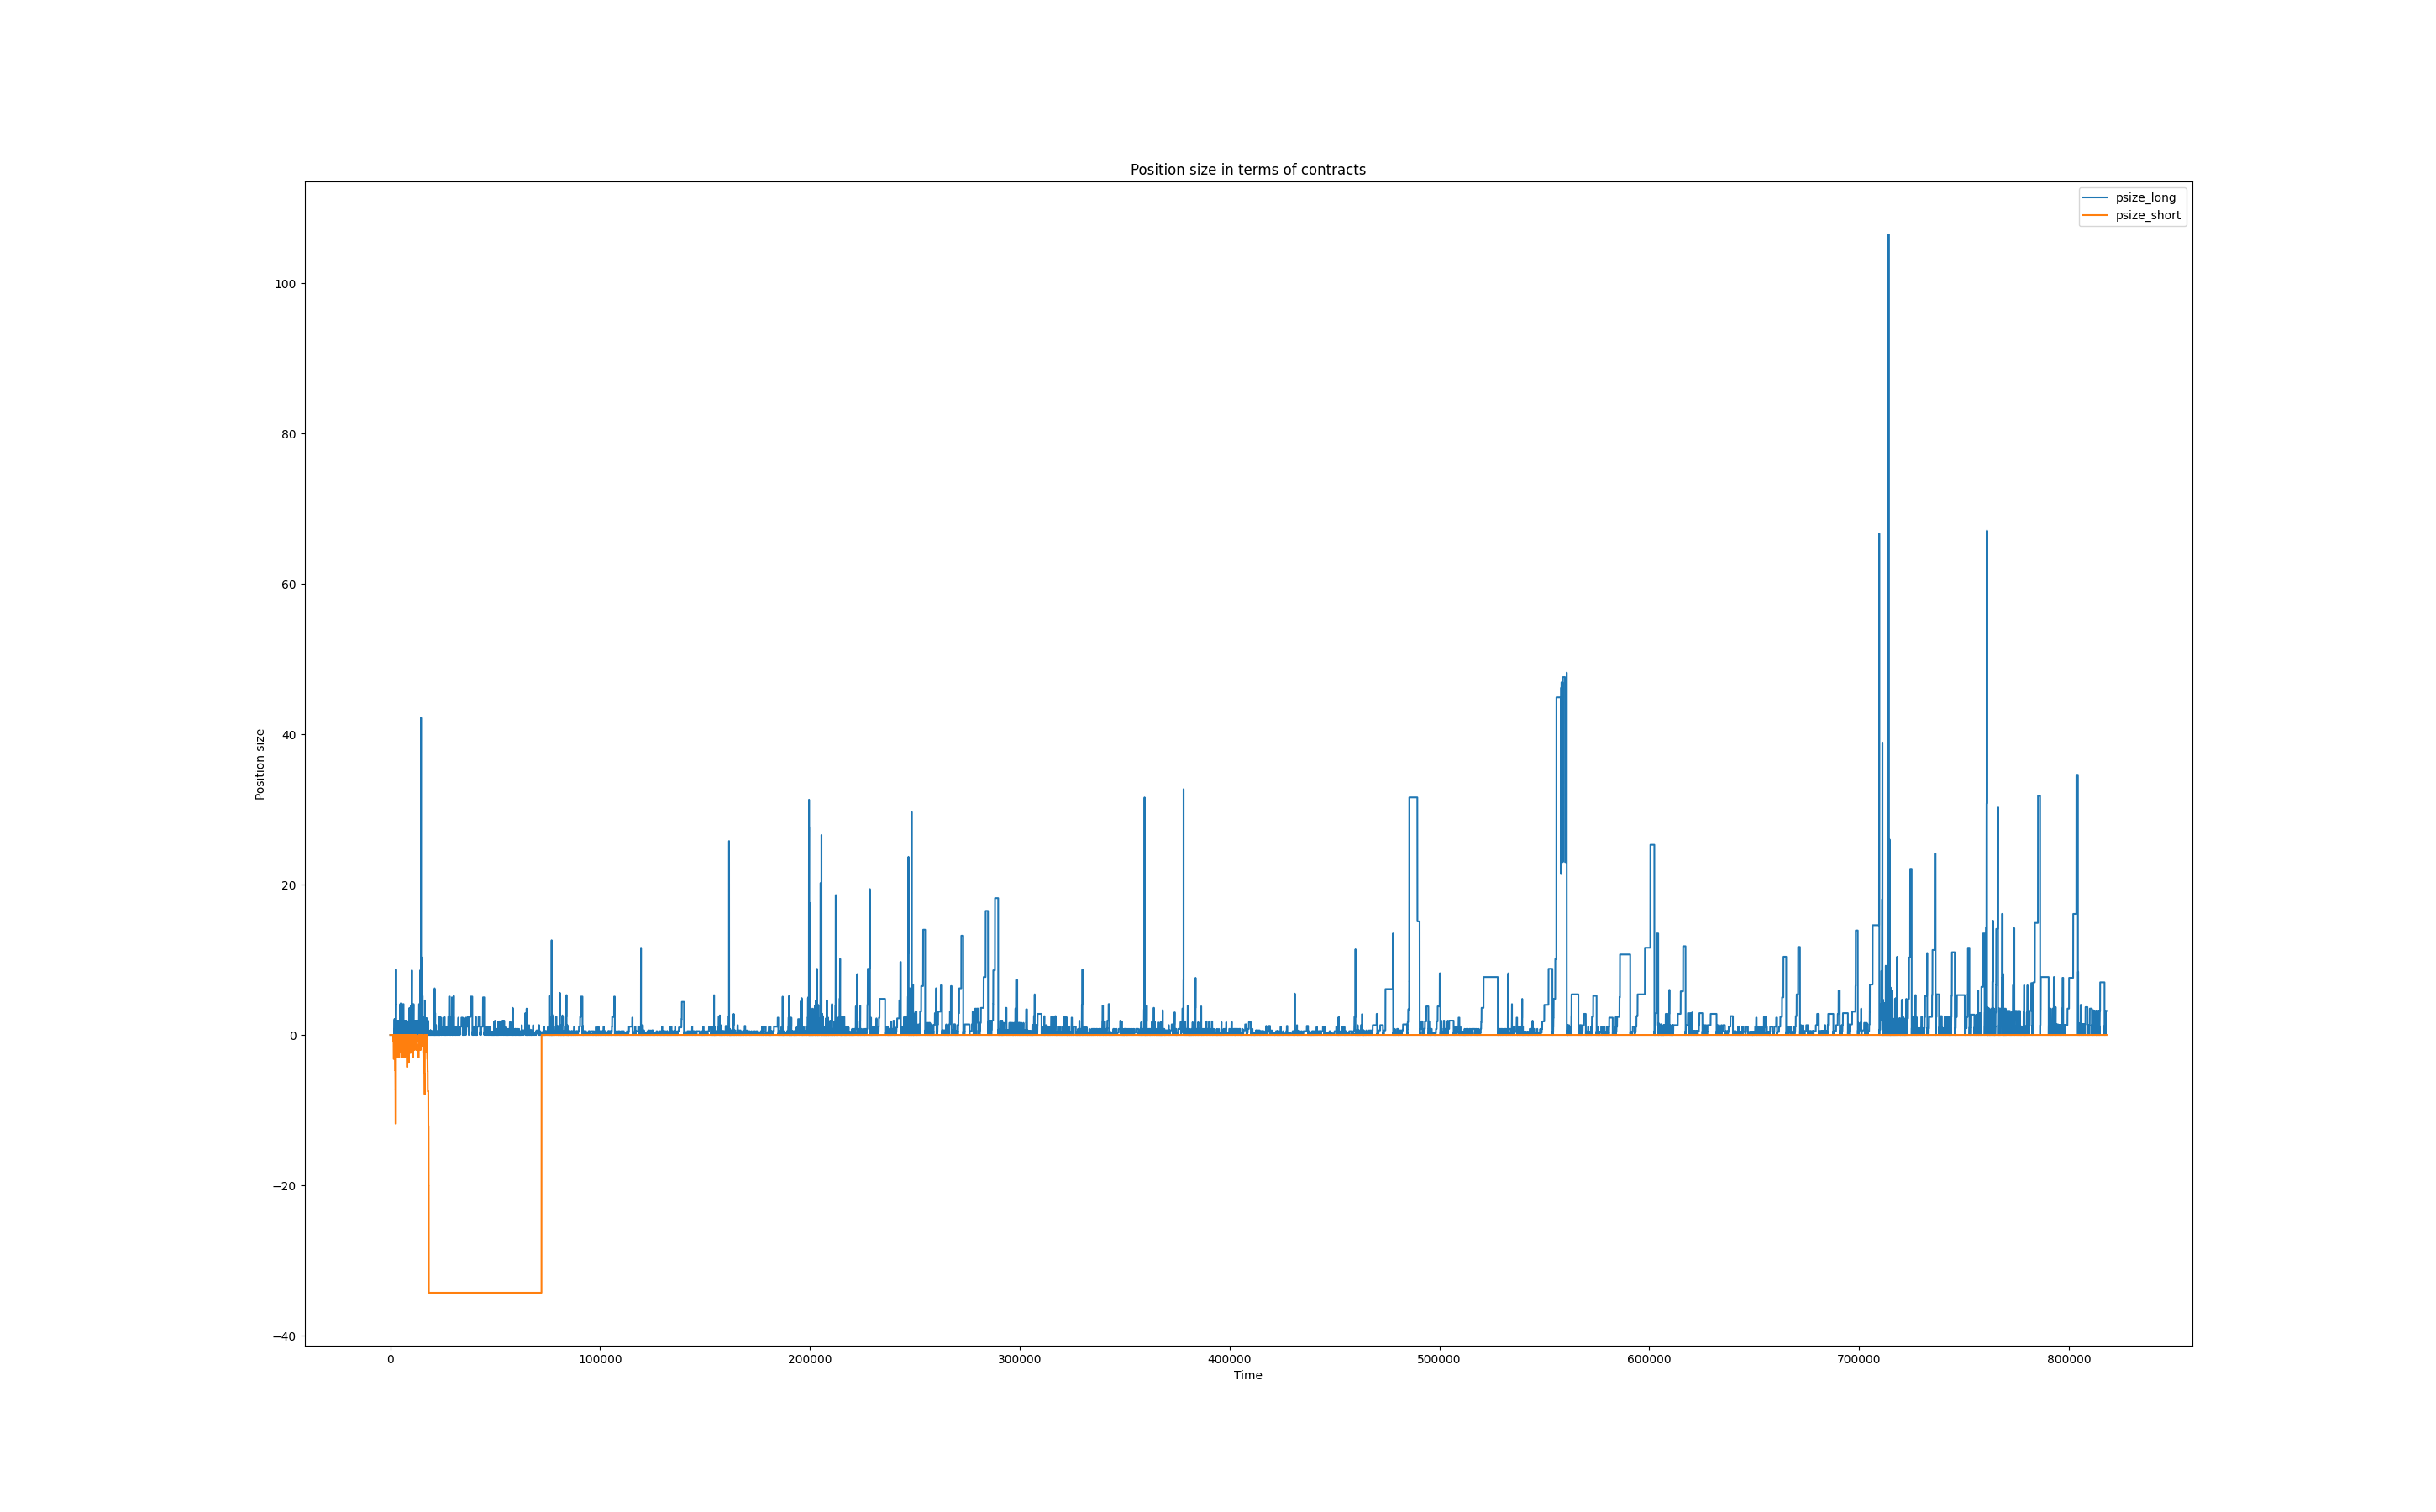 Position size in terms of contracts
psize_long
psize_short
100
80
60
40
20
0
−20
−40
Position size
0 100000 200000 300000 400000 500000 600000 700000 800000
Time